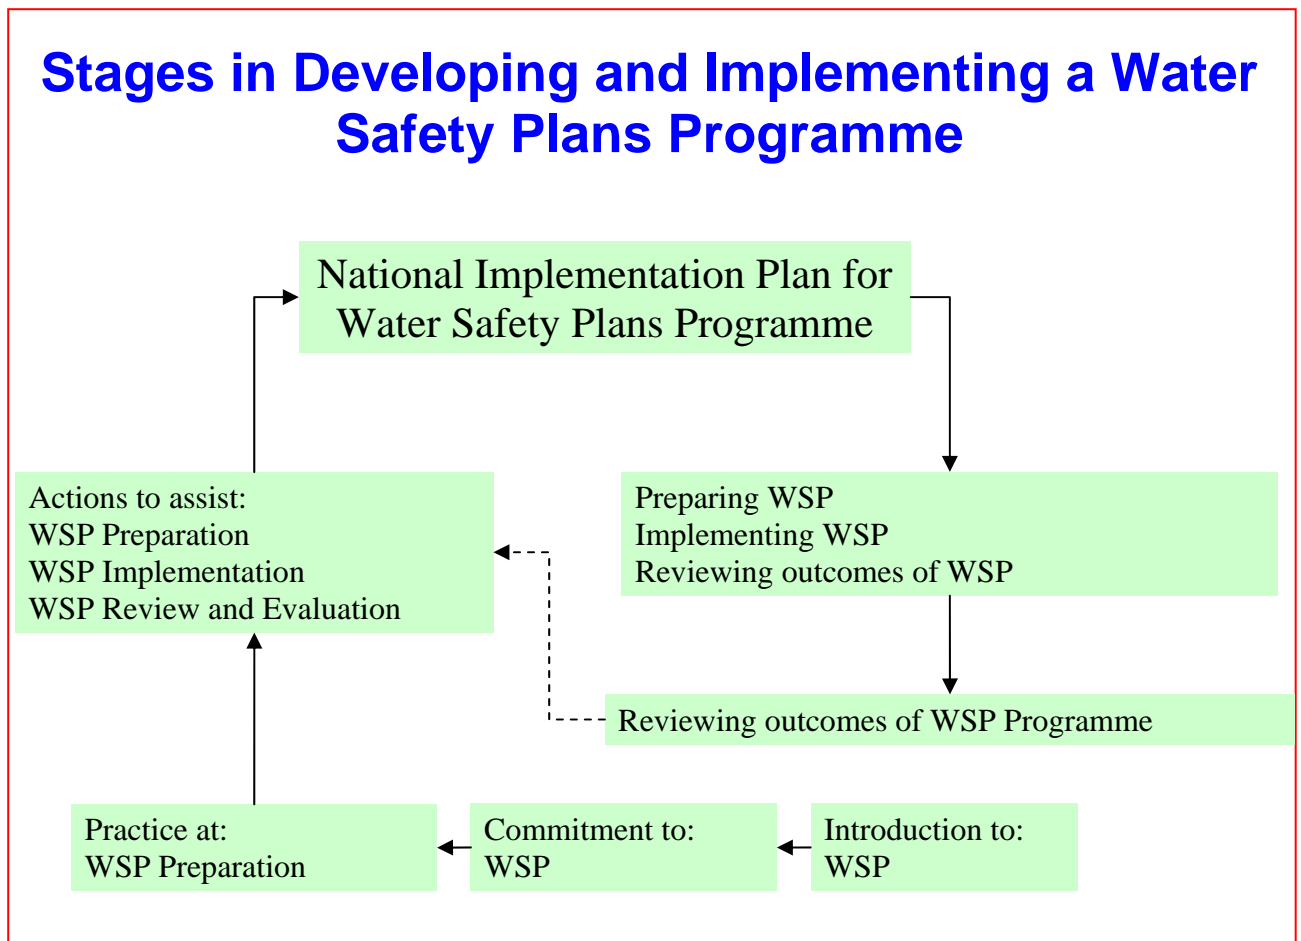 Stages in Developing and Implementing a Water
Safety Plans Programme
National Implementation Plan for
Water Safety Plans Programme
Actions to assist:
WSP Preparation
WSP Implementation
WSP Review and Evaluation
Preparing WSP
Implementing WSP
Reviewing outcomes of WSP
Reviewing outcomes of WSP Programme
Practice at:
WSP Preparation
Commitment to:
WSP
Introduction to:
WSP